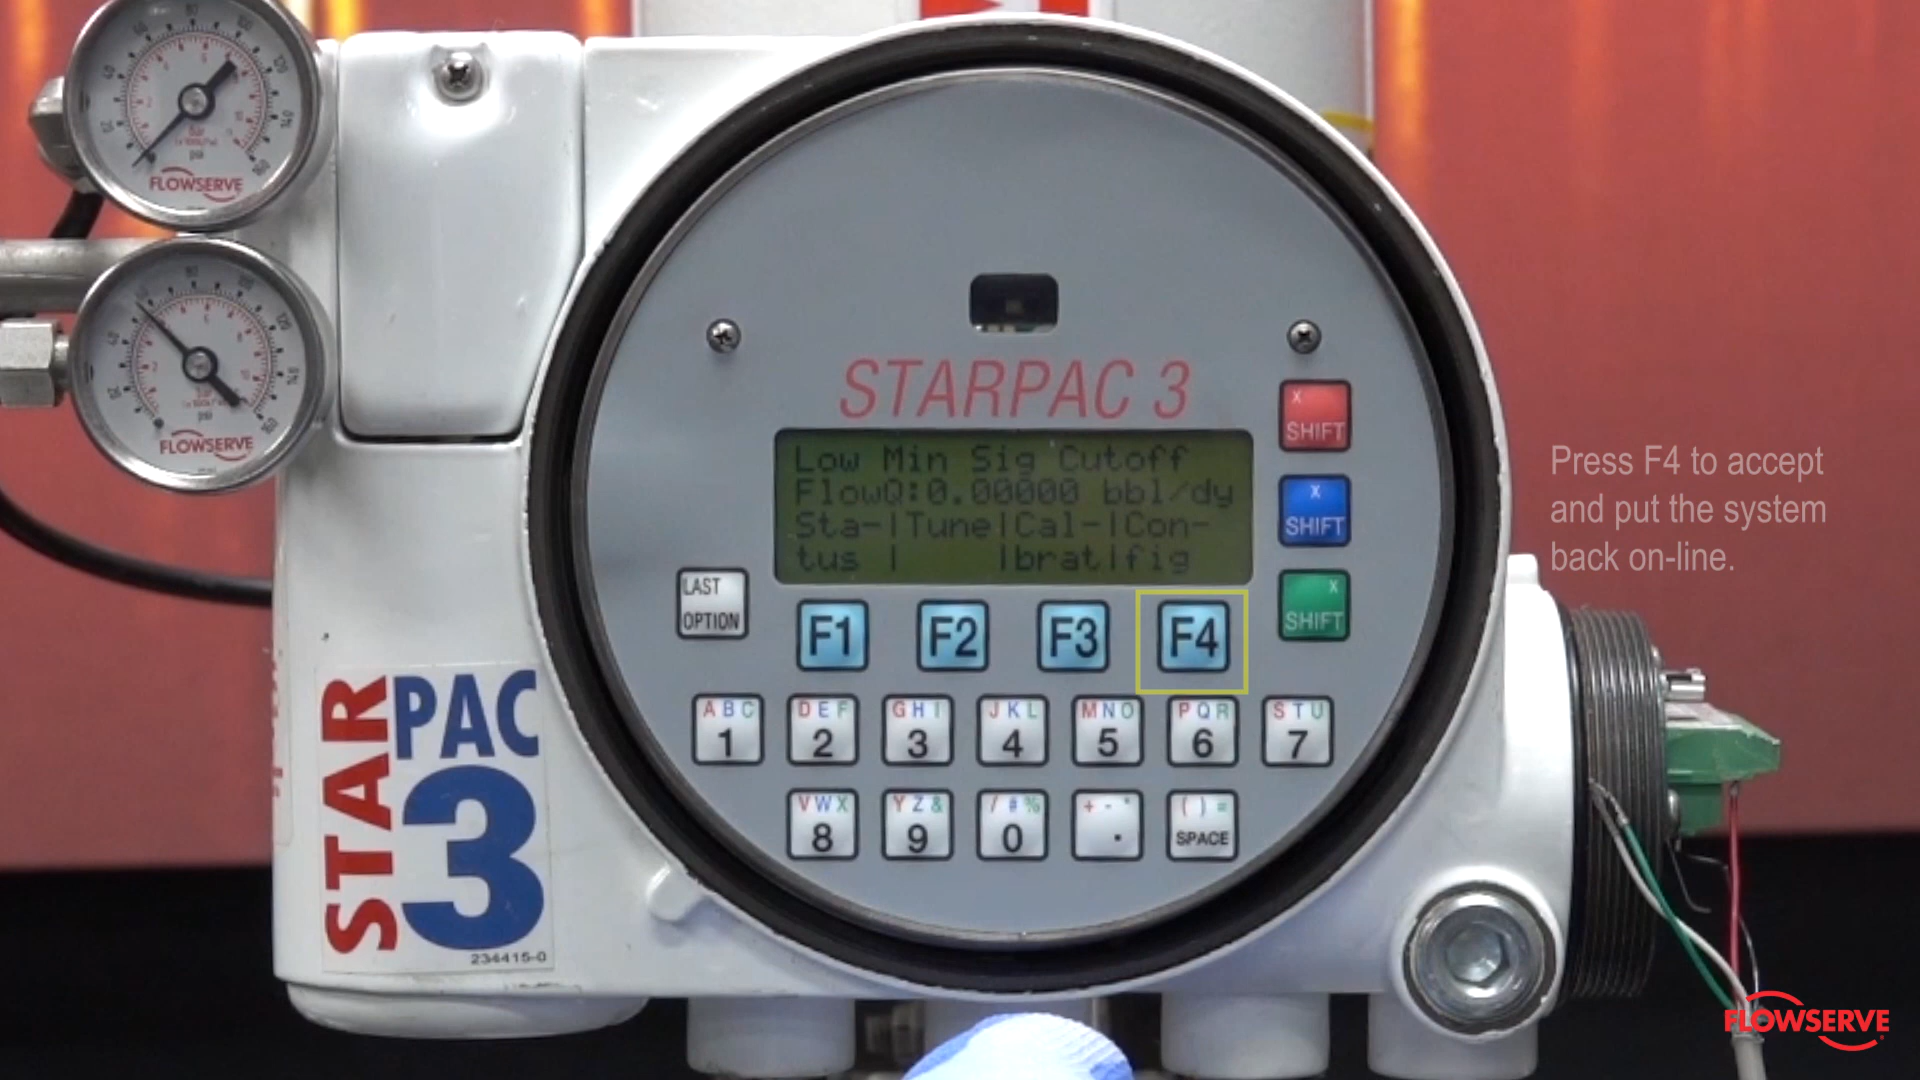 FLOWSERVE
bar
psi
FLOWSERVE
psi
STARPAC 3
Low Min Sig Cutoff
FlowQ:0.00000 bbl/dy
Sta-|Tune|Cal-|Con-
tus |    |brat|fig
X
SHIFT
X
SHIFT
X
SHIFT
LAST
OPTION
F1 F2 F3 F4
ABC DEF GHI JKL MNO PQR STU
1 2 3 4 5 6 7
VWX YZ& /#% +-* ()=
8 9 0 . SPACE
Press F4 to accept
and put the system
back on-line.
STAR
PAC
3
234415-0
FLOWSERVE